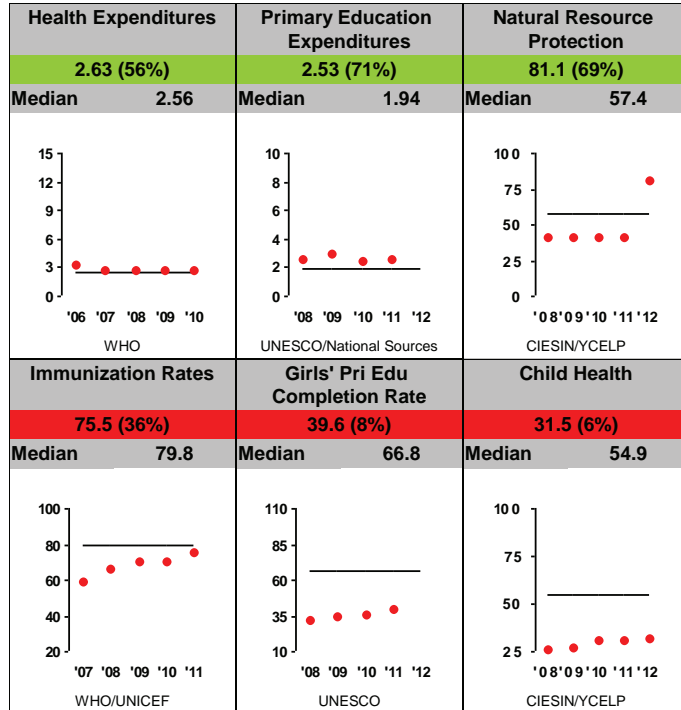 Health Expenditures
2.63 (56%)
Median 2.56
15
12
9
6
3
0
'06 '07 '08 '09 '10
WHO
Primary Education
Expenditures
2.53 (71%)
Median 1.94
10
8
6
4
2
0
'08 '09 '10 '11 '12
UNESCO/National Sources
Natural Resource
Protection
81.1 (69%)
Median 57.4
100
75
50
25
0
'08'09 '10 '11 '12
CIESIN/YCELP
Immunization Rates
75.5 (36%)
Median 79.8
100
80
60
40
20
'07 '08 '09 '10 '11
WHO/UNICEF
Girls' Pri Edu
Completion Rate
39.6 (8%)
Median 66.8
110
85
60
35
10
'08 '09 '10 '11 '12
UNESCO
Child Health
31.5 (6%)
Median 54.9
100
75
50
25
'08'09 '10 '11 '12
CIESIN/YCELP